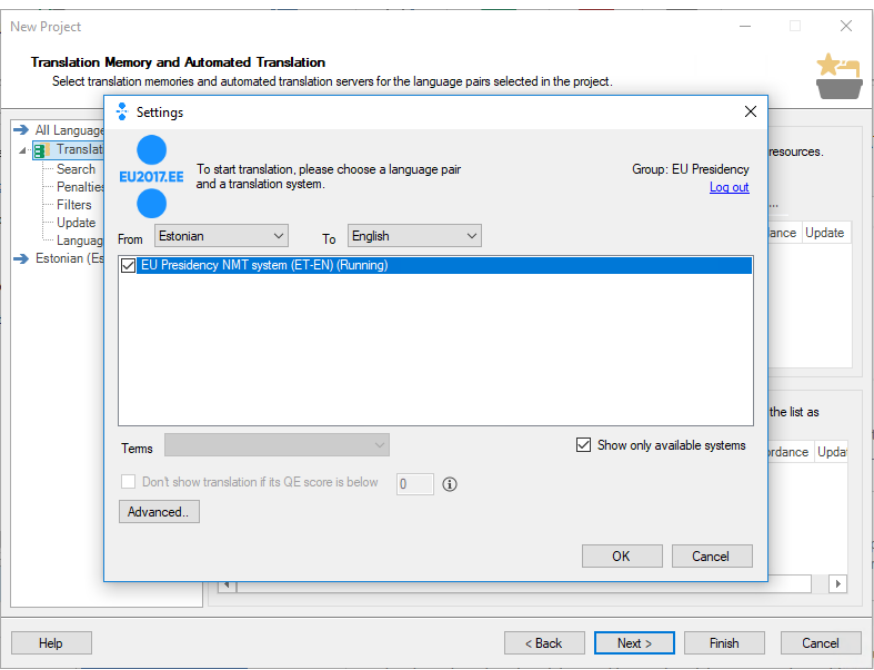 New Project
Translation Memory and Automated Translation
Select translation memories and automated translation servers for the language pairs selected in the project.
All Language
Translat
Search
Penalties
Filters
Update
Languag
Estonian (Es
resources.
...
ance Update
the list as
ordance Updat
Settings
EU2017.EE
To start translation, please choose a language pair
and a translation system.
Group: EU Presidency
Log out
From Estonian To English
EU Presidency NMT system (ET-EN) (Running)
Terms
Show only available systems
Don't show translation if its QE score is below 0
Advanced..
OK Cancel
Help < Back Next > Finish Cancel